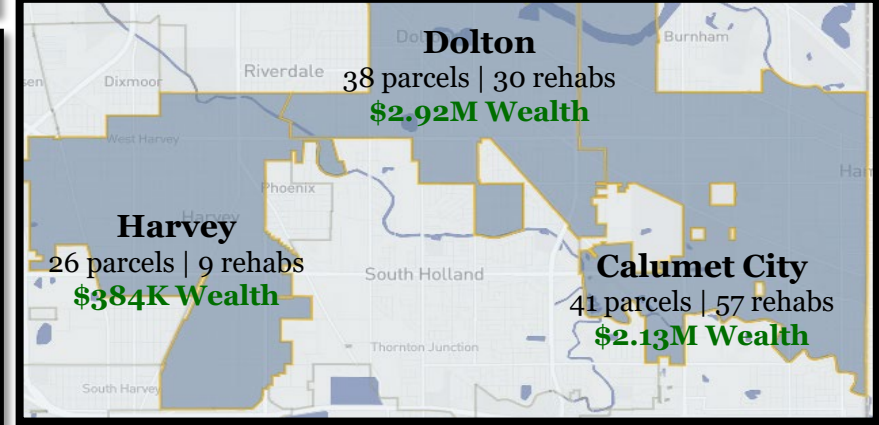 Dolton
Burnham
Riverdale
Dixmoor
38 parcels | 30 rehabs
$2.92M Wealth
West Harvey
Phoenix
Harvey
Harvey
26 parcels | 9 rehabs
$384K Wealth
South Holland
Calumet City
41 parcels | 57 rehabs
$2.13M Wealth
Thornton Junction
South Harvey